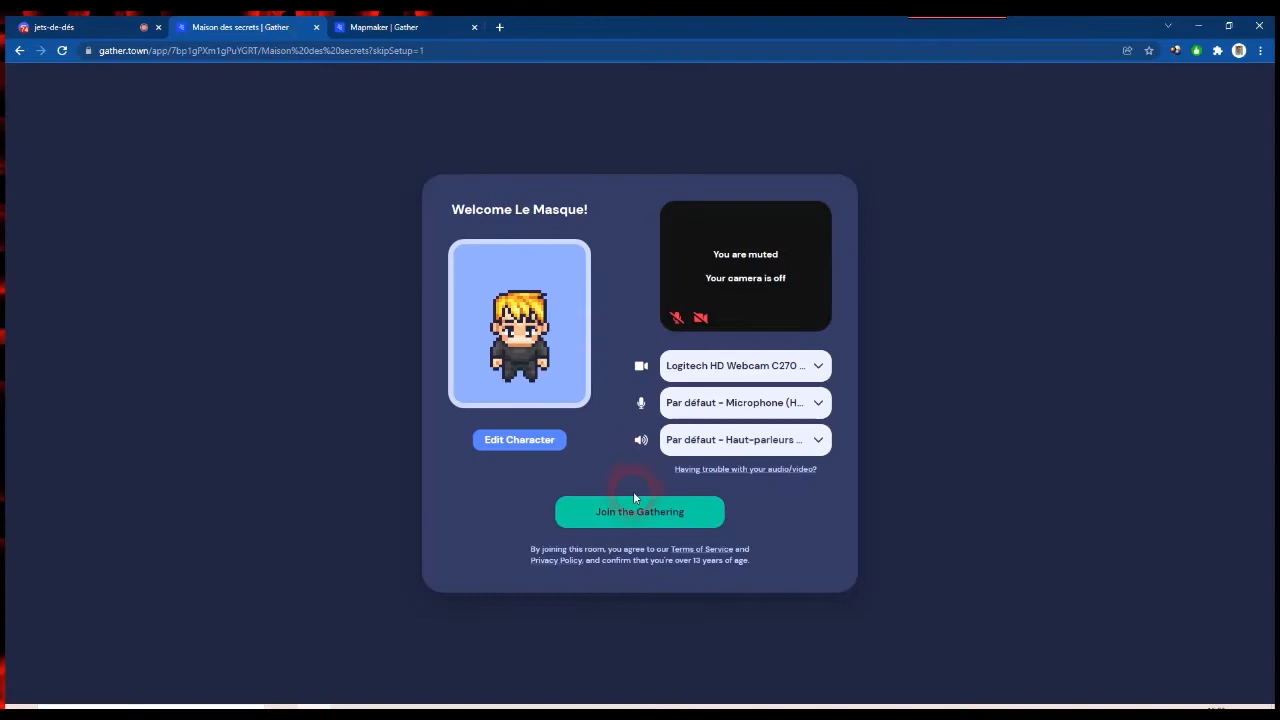 jets-de-dés
Maison des secrets | Gather
Mapmaker | Gather
gather.town/app/7bp1gPXm1gPuYGRT/Maison%20des%20secrets?skipSetup=1
Welcome Le Masque!
You are muted
Your camera is off
Logitech HD Webcam C270 ...
Par défaut - Microphone (H...
Par défaut - Haut-parleurs ...
Edit Character
Having trouble with your audio/video?
Join the Gathering
By joining this room, you agree to our Terms of Service and
Privacy Policy, and confirm that you're over 13 years of age.